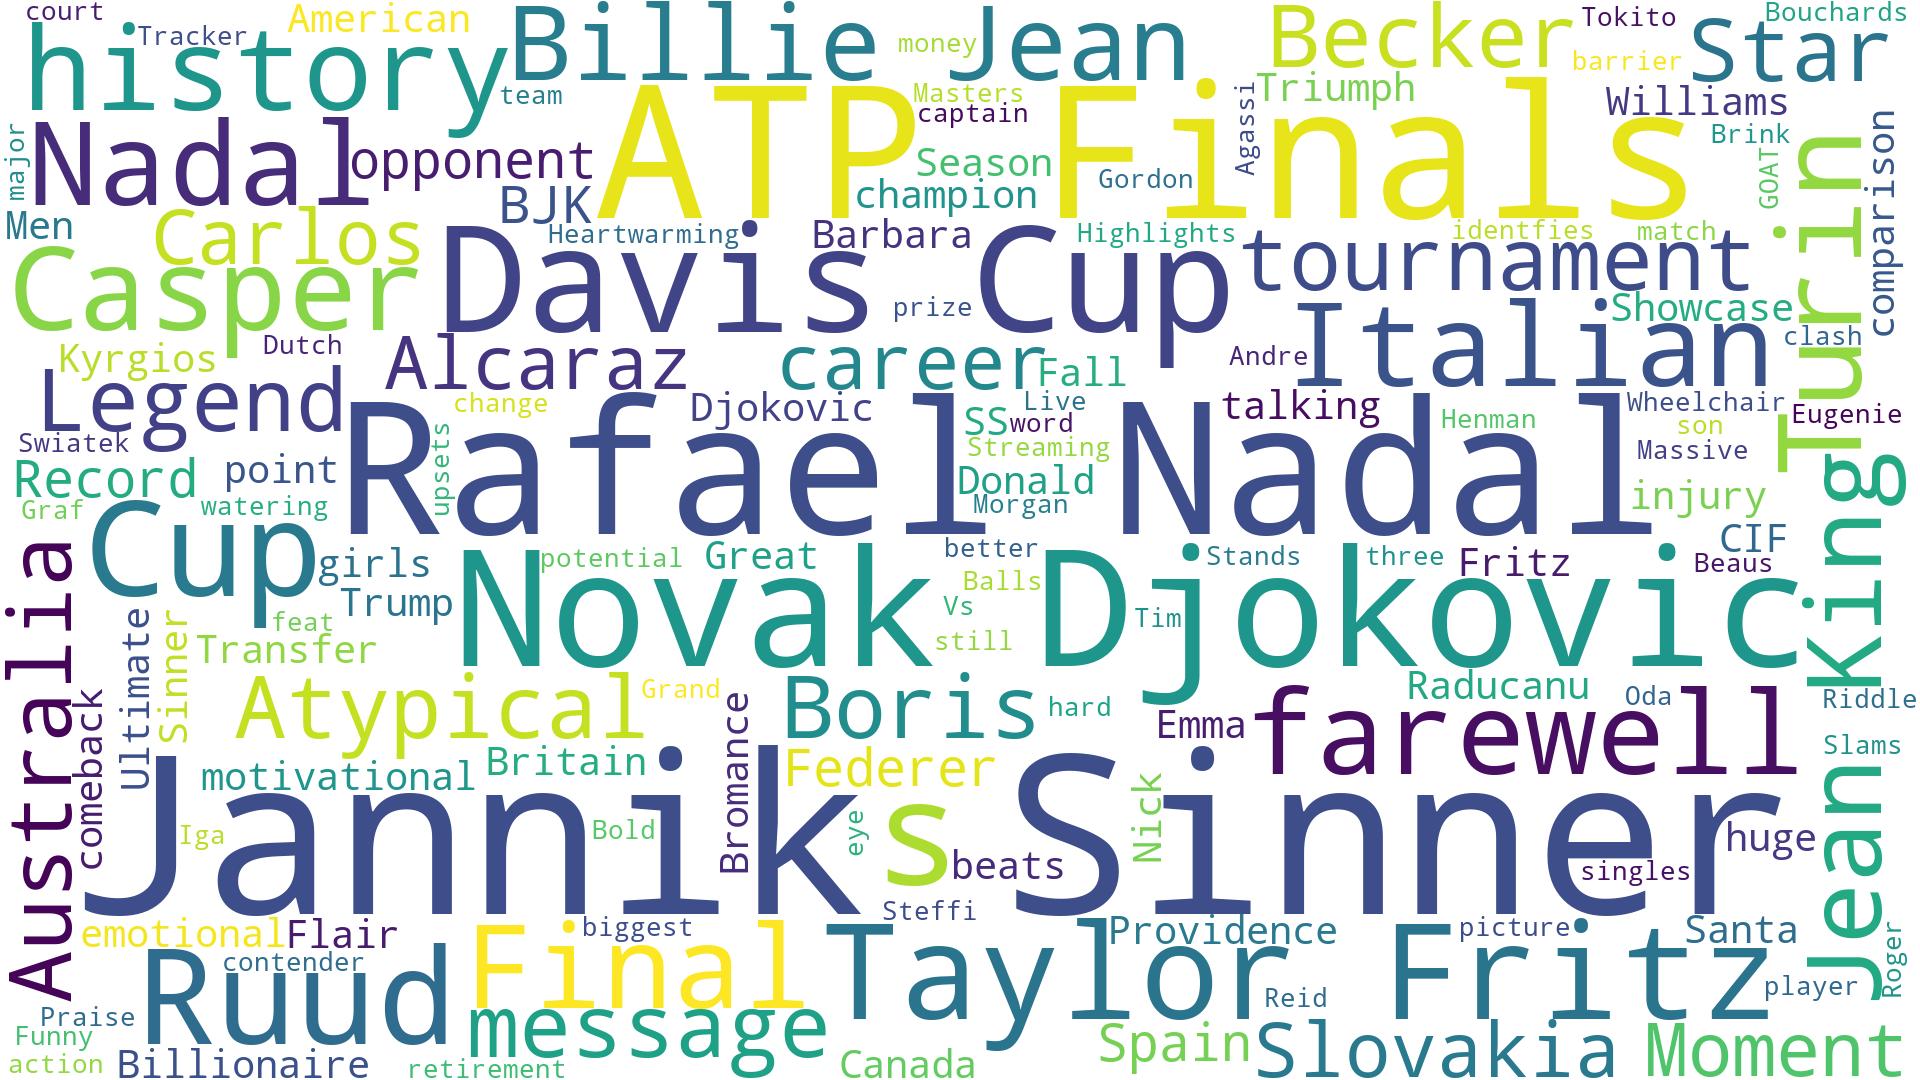 court
Tracker
American
Billie Jean
money
Becker
Tokito
Bouchards
history
team
Masters
captain
Triumph
barrier
Star
Williams
Nadal
opponent
ATP Finals
Agassi
Brink
major
Season
Gordon
GOAT
comparison
Men
BJK
champion
Carlos
Heartwarming
Barbara
Highlights
identfies
match
Turin
Casper
Davis Cup
tournament
prize
Italian
Showcase
Kyrgios
Dutch
Alcaraz
career
Fall
Andre
clash
Legend
change
Djokovic
SS
Live
word
talking
Henman
Wheelchair
son
Eugenie
Swiatek
Record
point
upsets
Rafael Nadal
Streaming
Massive
Donald
Morgan
injury
Graf
watering
Cup
CIF
Australia
girls
potential
Great
better
Stands
three
Fritz
Beaus
Trump
Novak Djokovic
Balls
Vs
Tim
Jean King
feat
still
Ultimate
Sinner
Transfer
Atypical
Grand
Boris
hard
Raducanu
Oda
Riddle
comeback
Bromance
Emma
farewell
Slams
motivational
Britain
Federer
Nick
Jannik Sinner
Iga
Bold
eye
s
beats
huge
singles
emotional
Flair
biggest
Steffi
Providence
picture
Santa
Roger
Ruud
contender
Final
Taylor Fritz
Reid
player
Praise
message
Funny
action
Billionaire
retirement
Canada
Spain
Slovakia
Moment